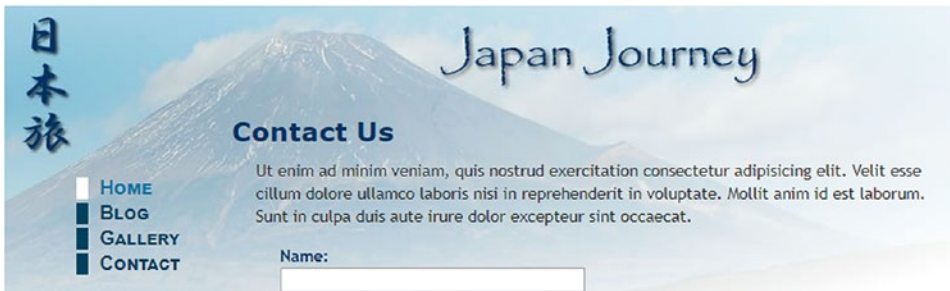 日本旅
Japan Journey
Contact Us
Ut enim ad minim veniam, quis nostrud exercitation consectetur adipisicing elit. Velit esse
cillum dolore ullamco laboris nisi in reprehenderit in voluptate. Mollit anim id est laborum.
Sunt in culpa duis aute irure dolor excepteur sint occaecat.
Home
Blog
Gallery
Contact
Name: